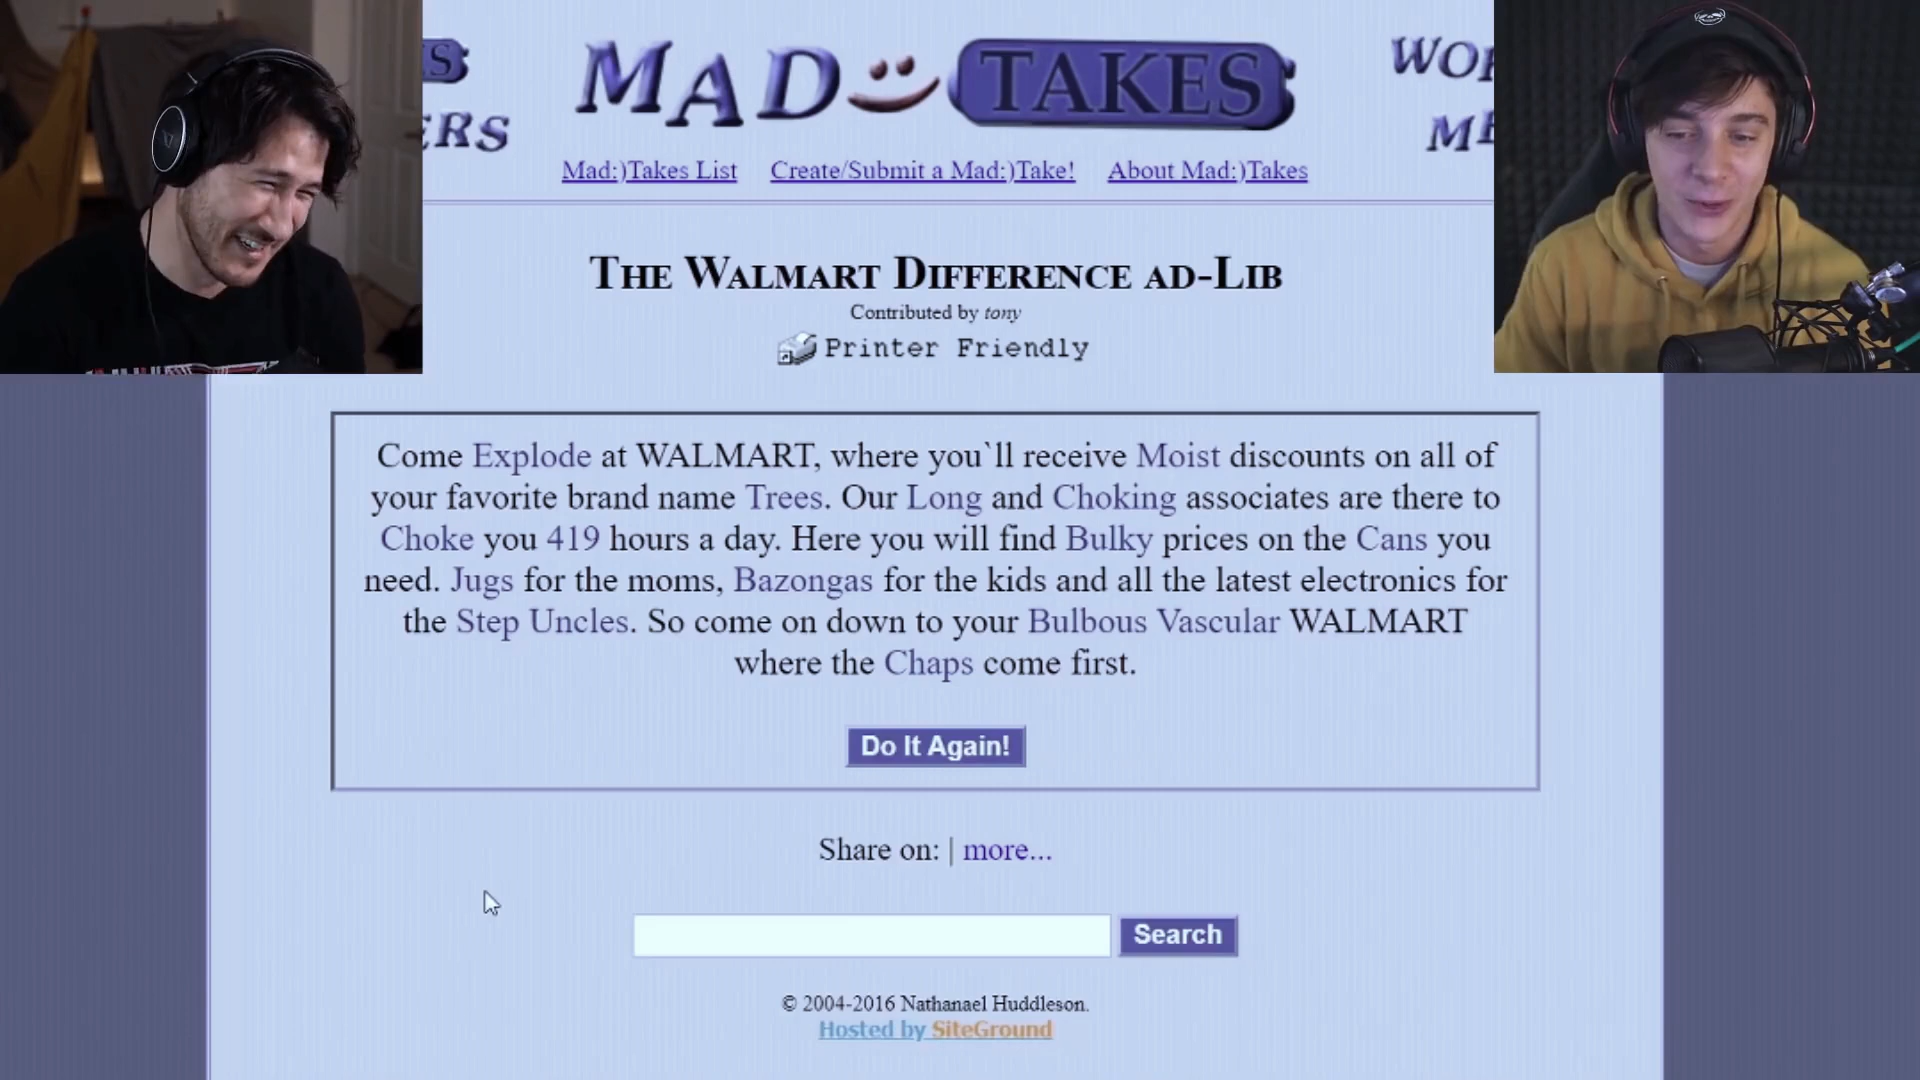 S
ERS
MAD:)TAKES
WO
ME
Mad:)Takes List Create/Submit a Mad:)Take! About Mad:)Takes
THE WALMART DIFFERENCE AD-LIB
Contributed by tony
Printer Friendly
Come Explode at WALMART, where you`ll receive Moist discounts on all of
your favorite brand name Trees. Our Long and Choking associates are there to
Choke you 419 hours a day. Here you will find Bulky prices on the Cans you
need. Jugs for the moms, Bazongas for the kids and all the latest electronics for
the Step Uncles. So come on down to your Bulbous Vascular WALMART
where the Chaps come first.
Do It Again!
Share on: | more...
Search
© 2004-2016 Nathanael Huddleson.
Hosted by SiteGround